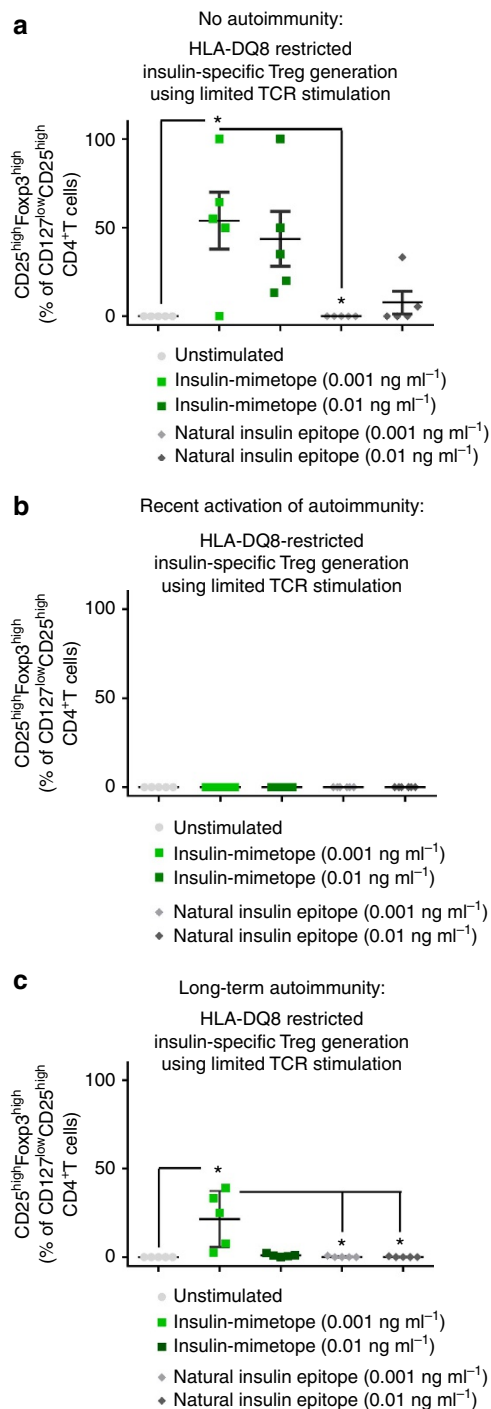 a
No autoimmunity:
HLA-DQ8 restricted
insulin-specific Treg generation
using limited TCR stimulation
CD25highFoxp3high
(% of CD127lowCD25high
CD4+T cells)
100
50
0
*
*
Unstimulated
Insulin-mimetope (0.001 ng ml−1)
Insulin-mimetope (0.01 ng ml−1)
Natural insulin epitope (0.001 ng ml−1)
Natural insulin epitope (0.01 ng ml−1)
b
Recent activation of autoimmunity:
HLA-DQ8-restricted
insulin-specific Treg generation
using limited TCR stimulation
CD25highFoxp3high
(% of CD127lowCD25high
CD4+T cells)
100
50
0
Unstimulated
Insulin-mimetope (0.001 ng ml−1)
Insulin-mimetope (0.01 ng ml−1)
Natural insulin epitope (0.001 ng ml−1)
Natural insulin epitope (0.01 ng ml−1)
c
Long-term autoimmunity:
HLA-DQ8 restricted
insulin-specific Treg generation
using limited TCR stimulation
CD25highFoxp3high
(% of CD127lowCD25high
CD4+T cells)
100
50
0
*
* *
Unstimulated
Insulin-mimetope (0.001 ng ml−1)
Insulin-mimetope (0.01 ng ml−1)
Natural insulin epitope (0.001 ng ml−1)
Natural insulin epitope (0.01 ng ml−1)